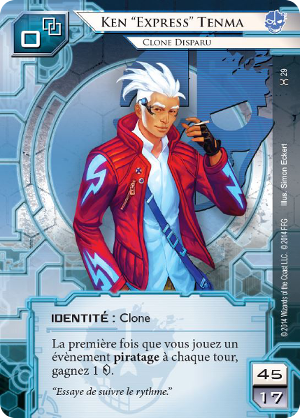 0
Ken “Express” Tenma
Clone Disparu
29
Illus. Simon Eckert
© 2014 Wizards of the Coast LLC. © 2014 FFG
IDENTITÉ : Clone
La première fois que vous jouez un
évènement piratage à chaque tour,
gagnez 1
“Essaye de suivre le rythme.”
45
17